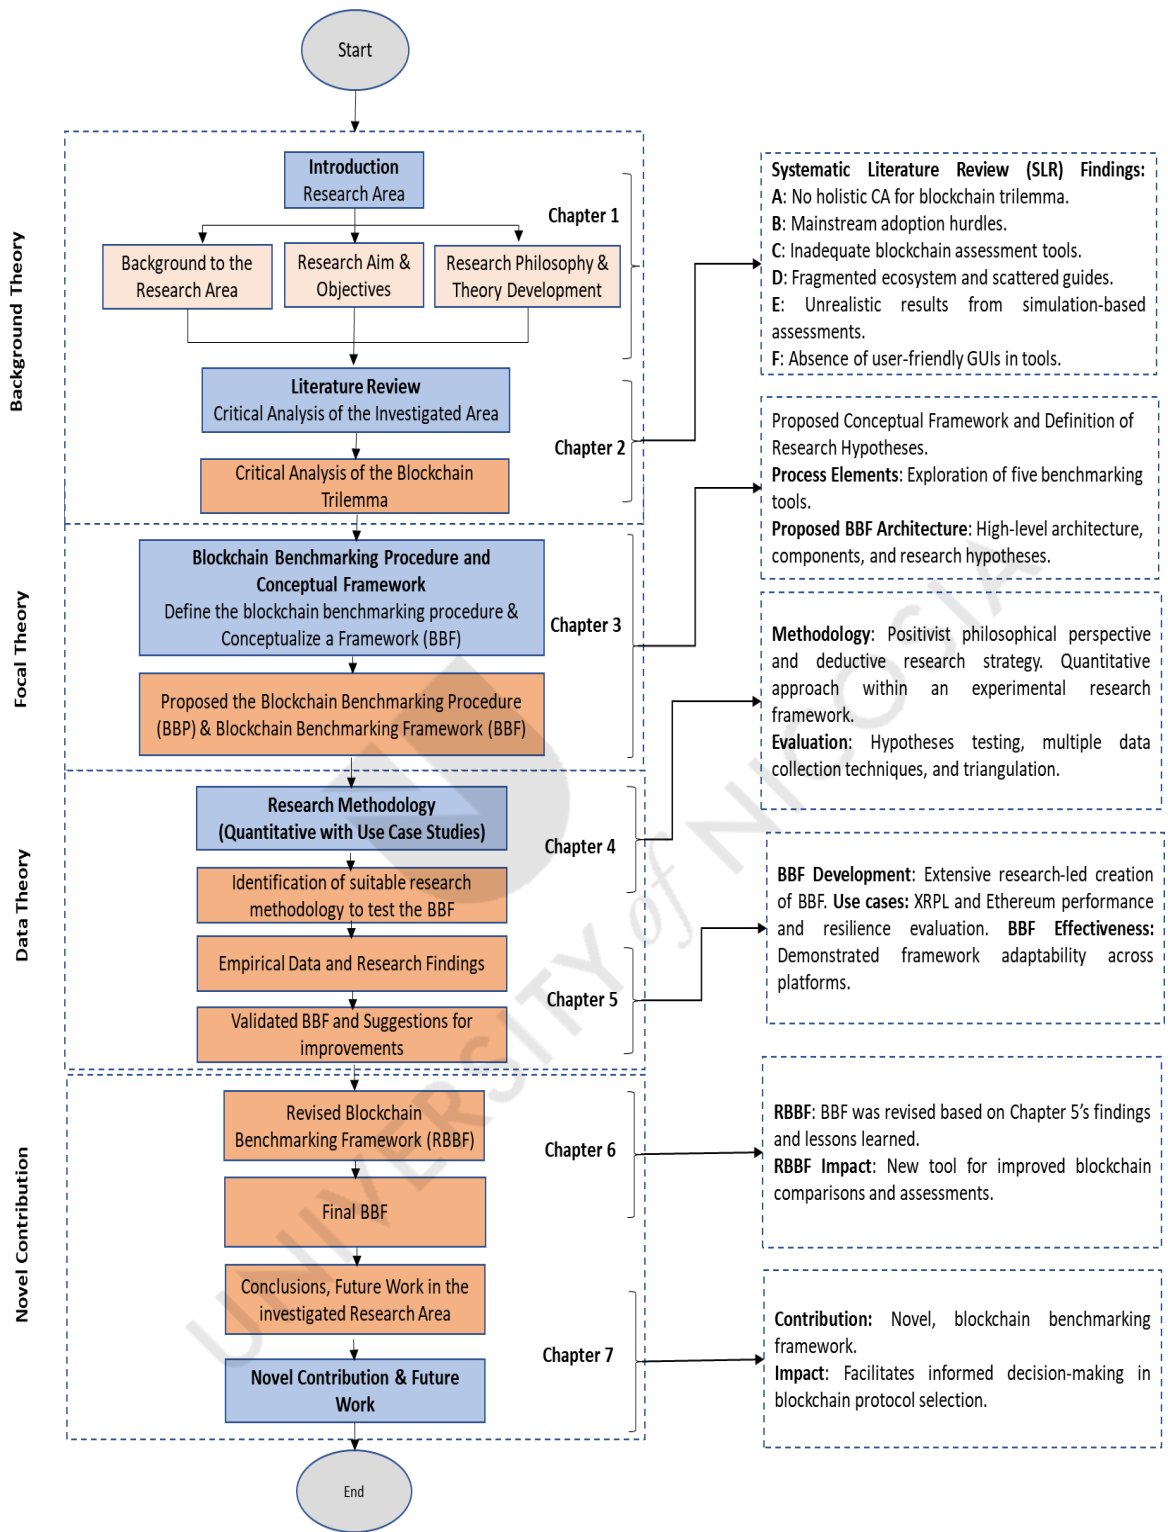 Start
Background Theory
Introduction
Research Area
Chapter 1
Background to the
Research Area
Research Aim &
Objectives
Research Philosophy &
Theory Development
Literature Review
Critical Analysis of the Investigated Area
Chapter 2
Critical Analysis of the Blockchain
Trilemma
Systematic Literature Review (SLR) Findings:
A: No holistic CA for blockchain trilemma.
B: Mainstream adoption hurdles.
C: Inadequate blockchain assessment tools.
D: Fragmented ecosystem and scattered guides.
E: Unrealistic results from simulation-based
assessments.
F: Absence of user-friendly GUIs in tools.
Focal Theory
Blockchain Benchmarking Procedure and
Conceptual Framework
Define the blockchain benchmarking procedure &
Conceptualize a Framework (BBF)
Chapter 3
Proposed the Blockchain Benchmarking Procedure
(BBP) & Blockchain Benchmarking Framework (BBF)
Proposed Conceptual Framework and Definition of
Research Hypotheses.
Process Elements: Exploration of five benchmarking
tools.
Proposed BBF Architecture: High-level architecture,
components, and research hypotheses.
Data Theory
Research Methodology
(Quantitative with Use Case Studies)
Chapter 4
Identification of suitable research
methodology to test the BBF
Methodology: Positivist philosophical perspective
and deductive research strategy. Quantitative
approach within an experimental research
framework.
Evaluation: Hypotheses testing, multiple data
collection techniques, and triangulation.
Empirical Data and Research Findings
Chapter 5
Validated BBF and Suggestions for
improvements
BBF Development: Extensive research-led creation
of BBF. Use cases: XRPL and Ethereum performance
and resilience evaluation. BBF Effectiveness:
Demonstrated framework adaptability across
platforms.
Novel Contribution
Revised Blockchain
Benchmarking Framework (RBBF)
Chapter 6
Final BBF
RBBF: BBF was revised based on Chapter 5’s findings
and lessons learned.
RBBF Impact: New tool for improved blockchain
comparisons and assessments.
Conclusions, Future Work in the
investigated Research Area
Chapter 7
Novel Contribution & Future
Work
Contribution: Novel, blockchain benchmarking
framework.
Impact: Facilitates informed decision-making in
blockchain protocol selection.
End
UNIVERSITY of NICOSIA